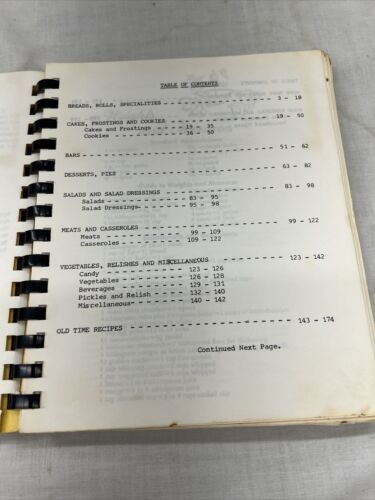 TABLE OF CONTENTS
BREADS, ROLLS, SPECIALITIES - - - - - - - - - - - - - - - - - 3 - 18
CAKES, FROSTINGS AND COOKIES - - - - - - - - - - - - - - - - 19 - 50
Cakes and Frostings - - - - 19 - 35
Cookies - - - - - - - - - - 36 - 50
BARS - - - - - - - - - - - - - - - - - - - - - - - - - - - - 51 - 62
DESSERTS, PIES - - - - - - - - - - - - - - - - - - - - - - - 63 - 82
SALADS AND SALAD DRESSINGS - - - - - - - - - - - - - - - - - 83 - 98
Salads - - - - - - - - - - 83 - 95
Salad Dressings - - - - - - 95 - 98
MEATS AND CASSEROLES - - - - - - - - - - - - - - - - - - - - 99 - 122
Meats - - - - - - - - - - 99 - 109
Casseroles - - - - - - - - 109 - 122
VEGETABLES, RELISHES AND MISCELLANEOUS - - - - - - - - - - 123 - 142
Candy - - - - - - - - - - 123 - 126
Vegetables - - - - - - - - 126 - 128
Beverages - - - - - - - - 129 - 131
Pickles and Relish - - - - 132 - 140
Miscellaneous - - - - - - - 140 - 142
OLD TIME RECIPES - - - - - - - - - - - - - - - - - - - - - 143 - 174
Continued Next Page.